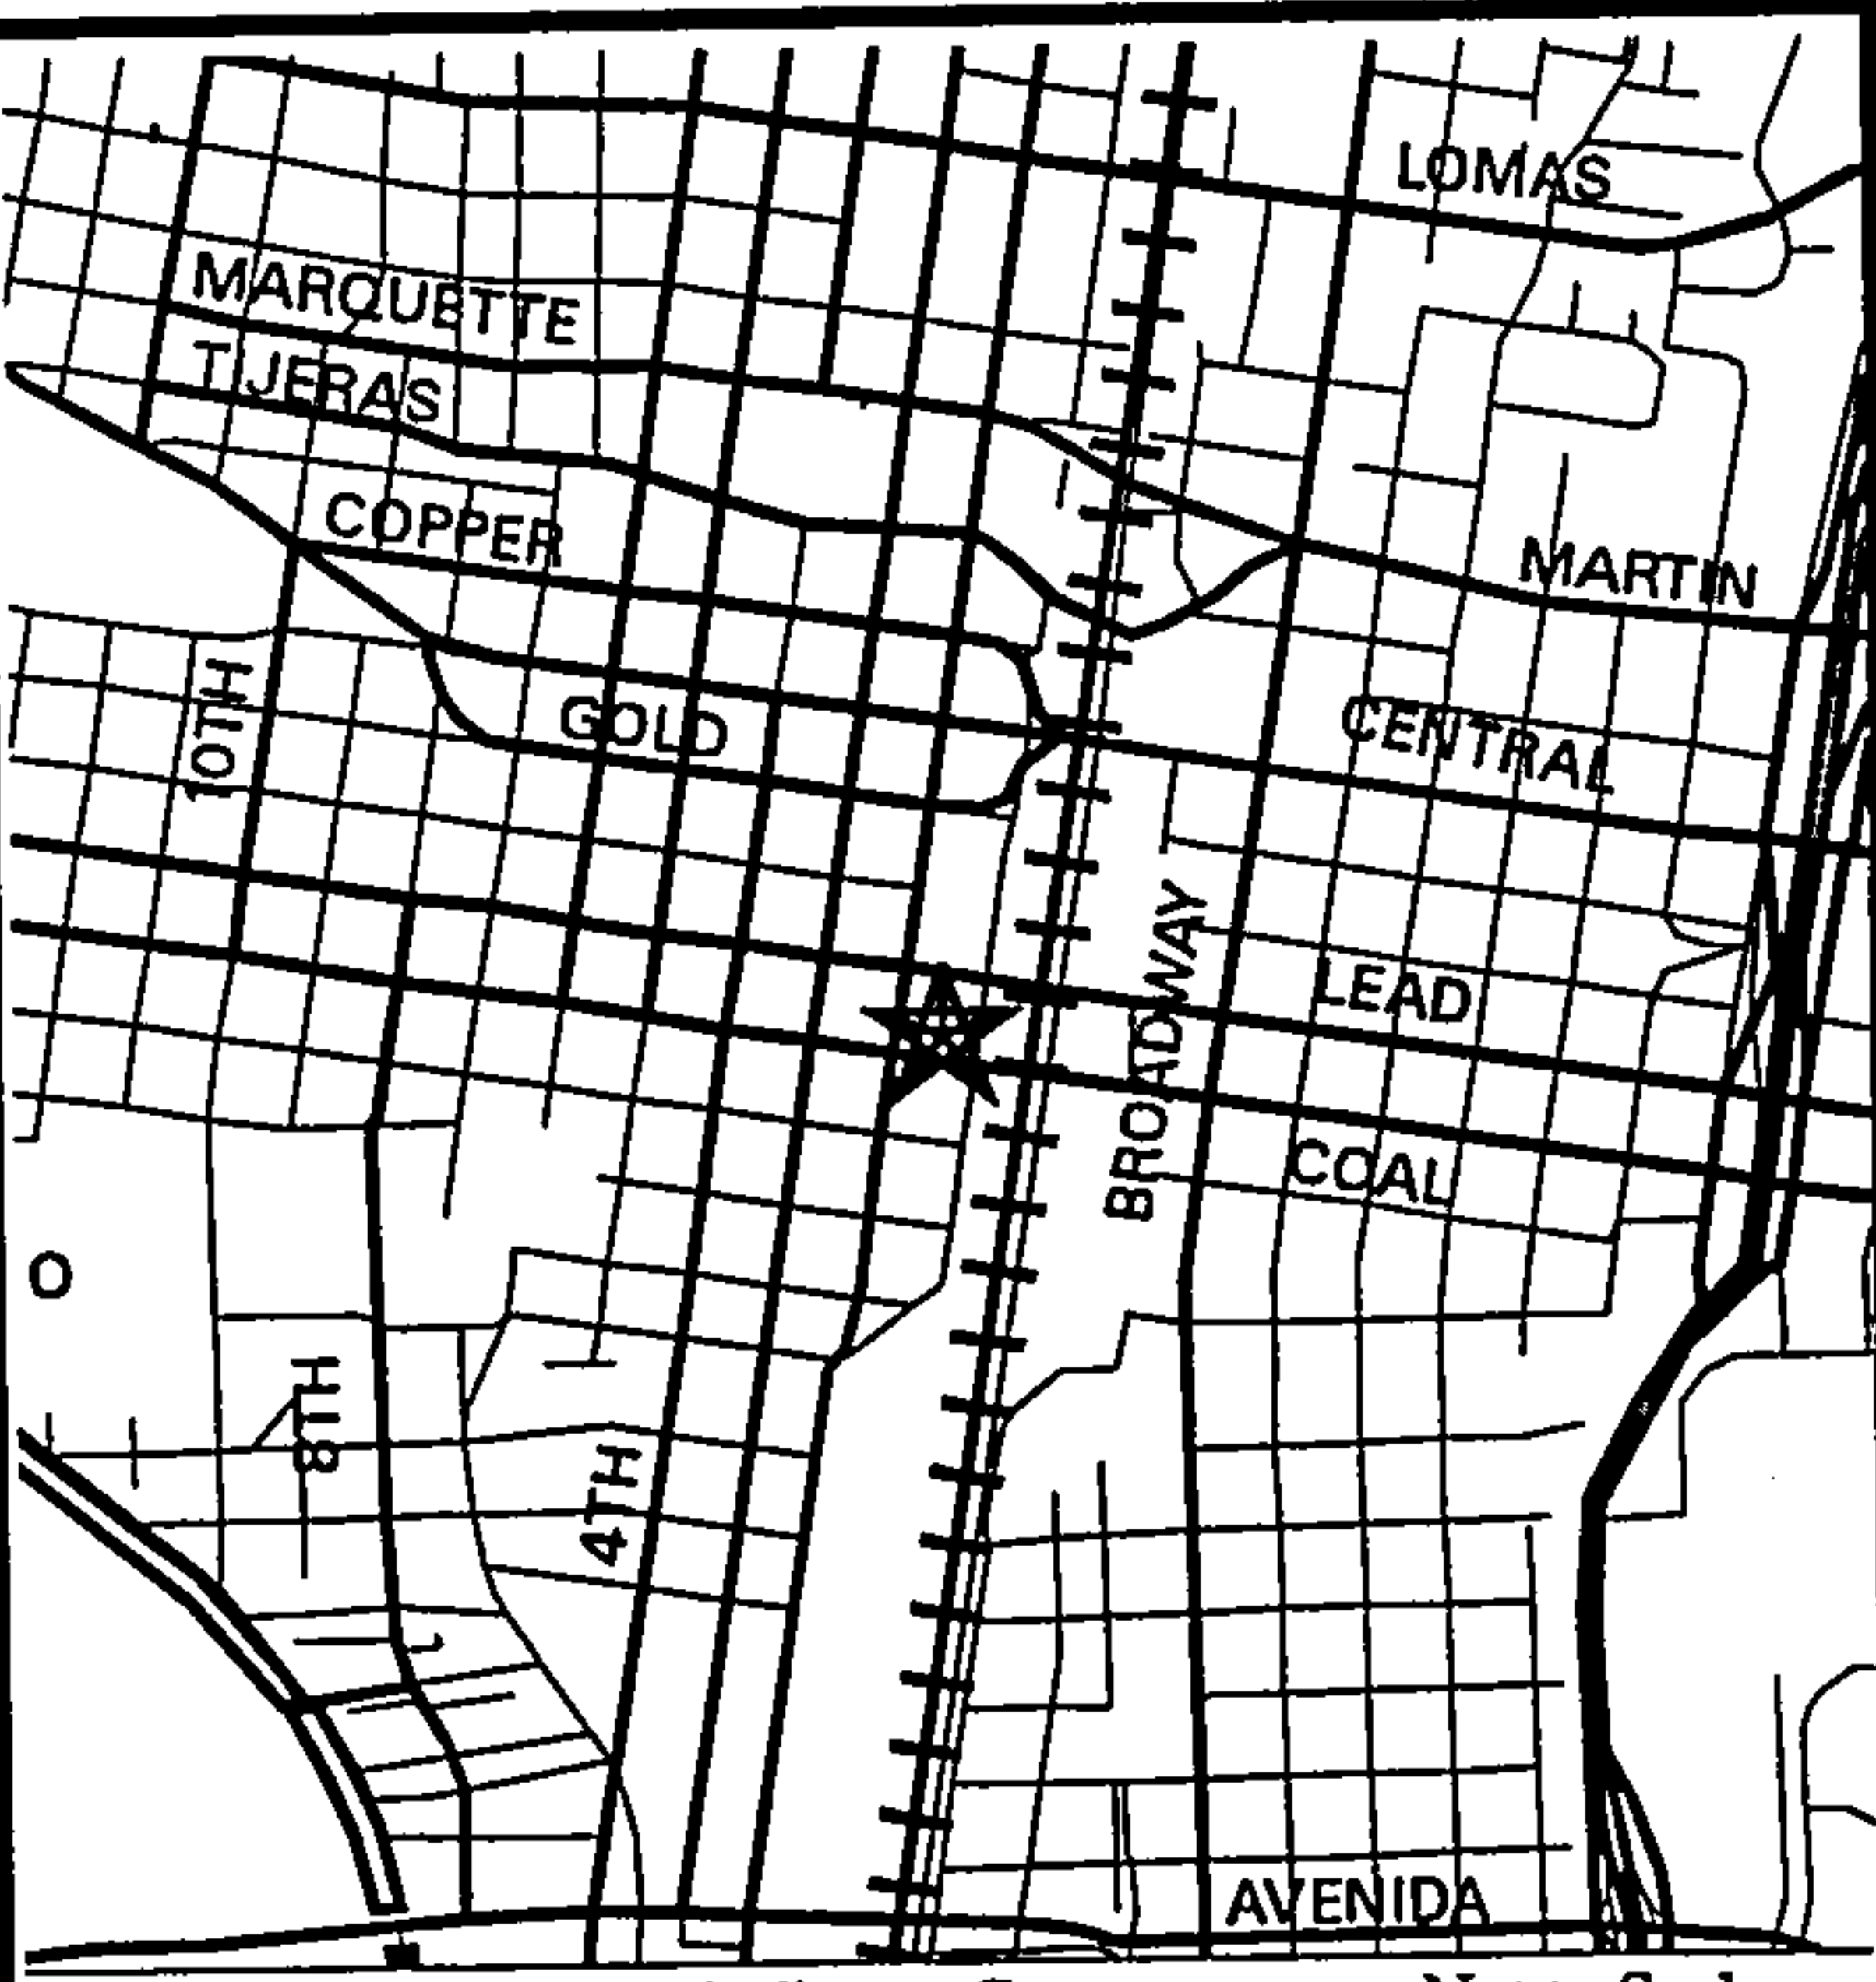 LOMAS
MARQUETTE
TIJERAS
COPPER
MARTIN
10TH
GOLD
CENTRAL
BROADWAY
LEAD
COAL
O
8TH
4TH
AVENIDA